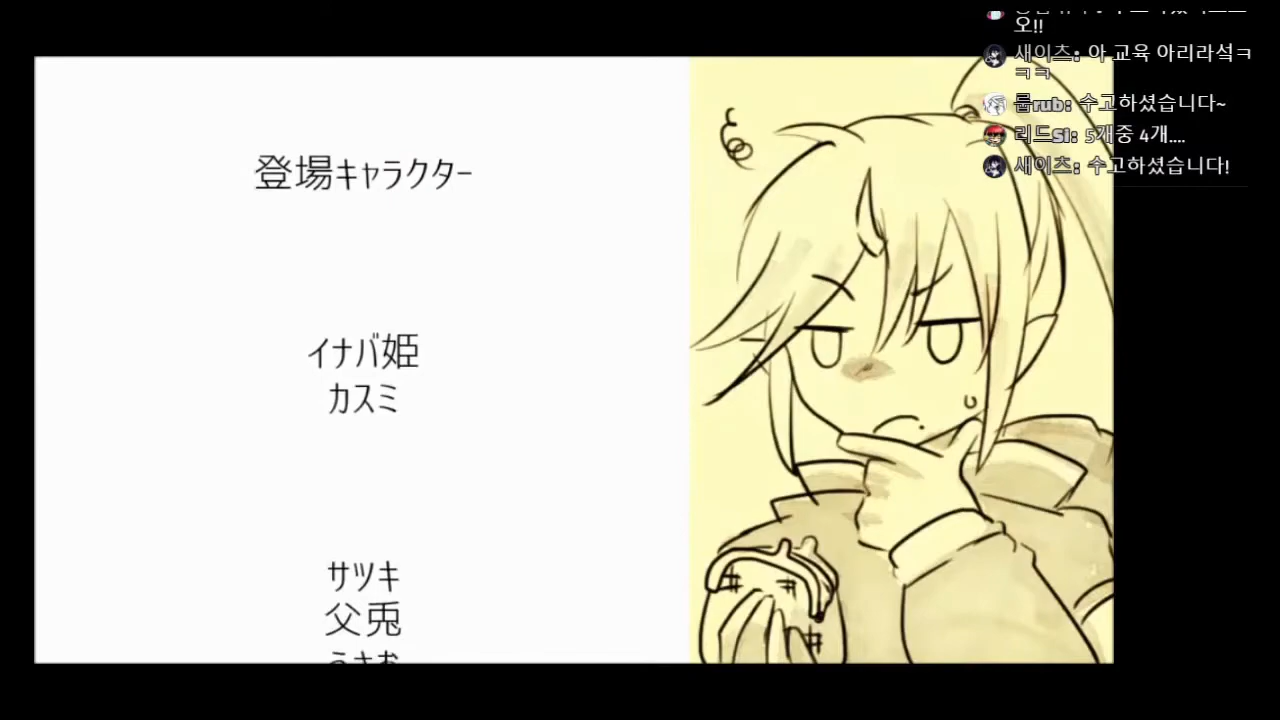 登場キャラクター
イナバ姫
カスミ
サツキ
父兎
오!!
새이츠: 아 교육 아리라섴ㅋ
ㅋㅋ
룹rub: 수고하셨습니다~
리드Si: 5개중 4개....
새이츠: 수고하셨습니다!